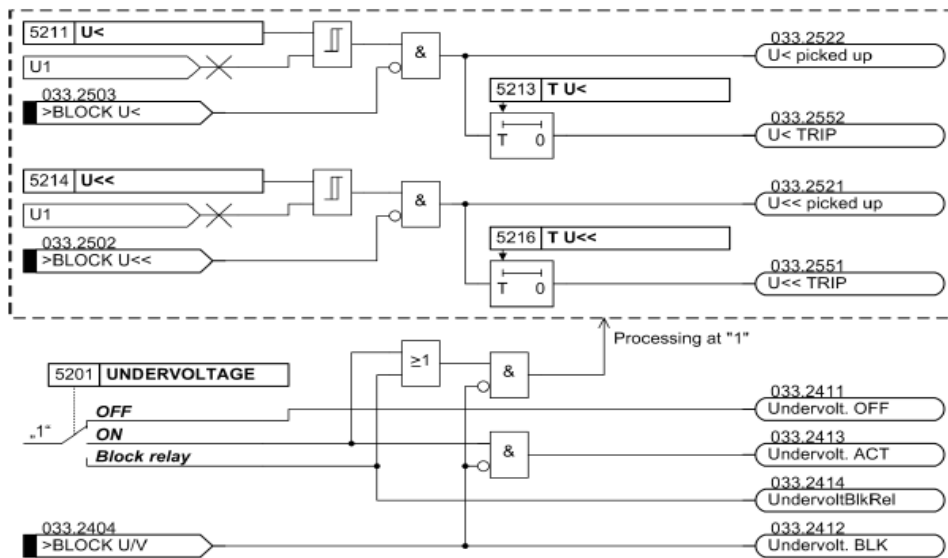 5211 U<
U1
033.2503
>BLOCK U<
&
033.2522
U< picked up
5213 T U<
T 0
033.2552
U< TRIP
5214 U<<
U1
033.2502
>BLOCK U<<
&
033.2521
U<< picked up
5216 T U<<
T 0
033.2551
U<< TRIP
Processing at "1"
5201 UNDERVOLTAGE
≥1
&
„1“
OFF
ON
Block relay
&
033.2411
Undervolt. OFF
033.2413
Undervolt. ACT
033.2414
UndervoltBlkRel
033.2404
>BLOCK U/V
033.2412
Undervolt. BLK